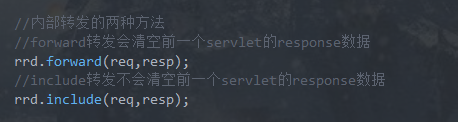 //内部转发的两种方法
//forward转发会清空前一个servlet的response数据
rrd.forward(req,resp);
//include转发不会清空前一个servlet的response数据
rrd.include(req,resp);